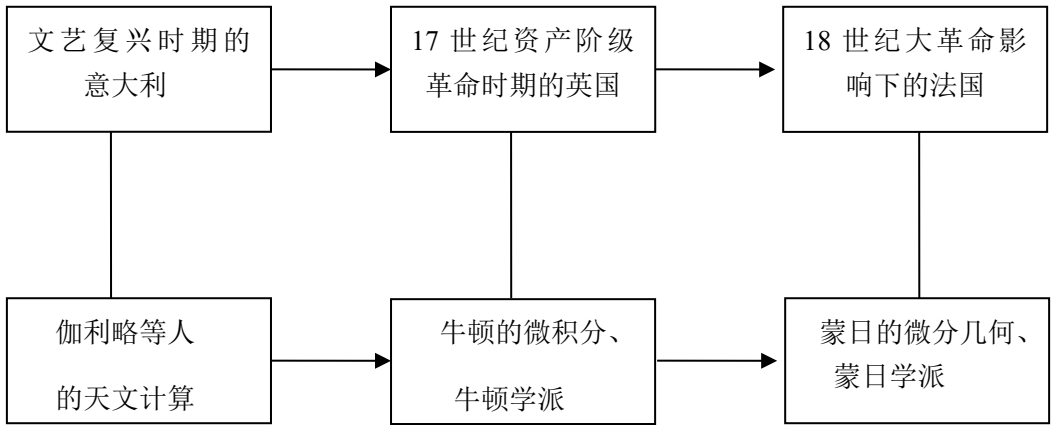 文艺复兴时期的
意大利
17 世纪资产阶级
革命时期的英国
18 世纪大革命影
响下的法国
伽利略等人
的天文计算
牛顿的微积分、
牛顿学派
蒙日的微分几何、
蒙日学派